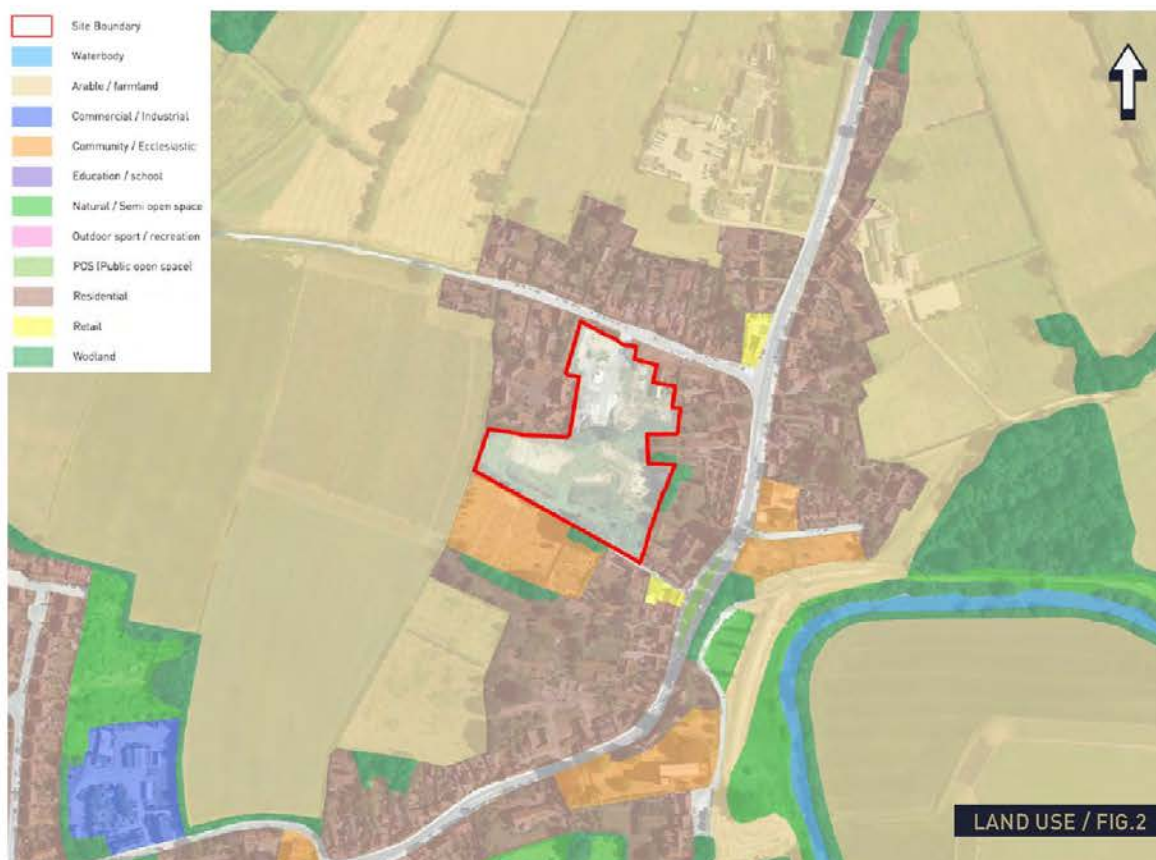 Site Boundary
Waterbody
Arable / farmland
Commercial / Industrial
Community / Ecclesiastic
Education / school
Natural / Semi open space
Outdoor sport / recreation
POS (Public open space)
Residential
Retail
Wodland
LAND USE / FIG.2